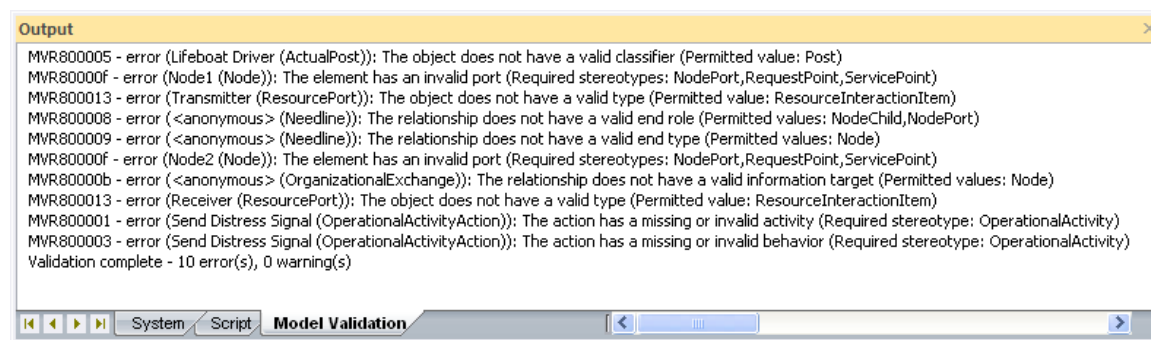 Output
MVR800005 - error (Lifeboat Driver (ActualPost)): The object does not have a valid classifier (Permitted value: Post)
MVR80000f - error (Node1 (Node)): The element has an invalid port (Required stereotypes: NodePort,RequestPoint,ServicePoint)
MVR800013 - error (Transmitter (ResourcePort)): The object does not have a valid type (Permitted value: ResourceInteractionItem)
MVR800008 - error (<anonymous> (Needline)): The relationship does not have a valid end role (Permitted values: NodeChild,NodePort)
MVR800009 - error (<anonymous> (Needline)): The relationship does not have a valid end type (Permitted values: Node)
MVR80000f - error (Node2 (Node)): The element has an invalid port (Required stereotypes: NodePort,RequestPoint,ServicePoint)
MVR80000b - error (<anonymous> (OrganizationalExchange)): The relationship does not have a valid information target (Permitted values: Node)
MVR800013 - error (Receiver (ResourcePort)): The object does not have a valid type (Permitted value: ResourceInteractionItem)
MVR800001 - error (Send Distress Signal (OperationalActivityAction)): The action has a missing or invalid activity (Required stereotype: OperationalActivity)
MVR800003 - error (Send Distress Signal (OperationalActivityAction)): The action has a missing or invalid behavior (Required stereotype: OperationalActivity)
Validation complete - 10 error(s), 0 warning(s)
System Script Model Validation